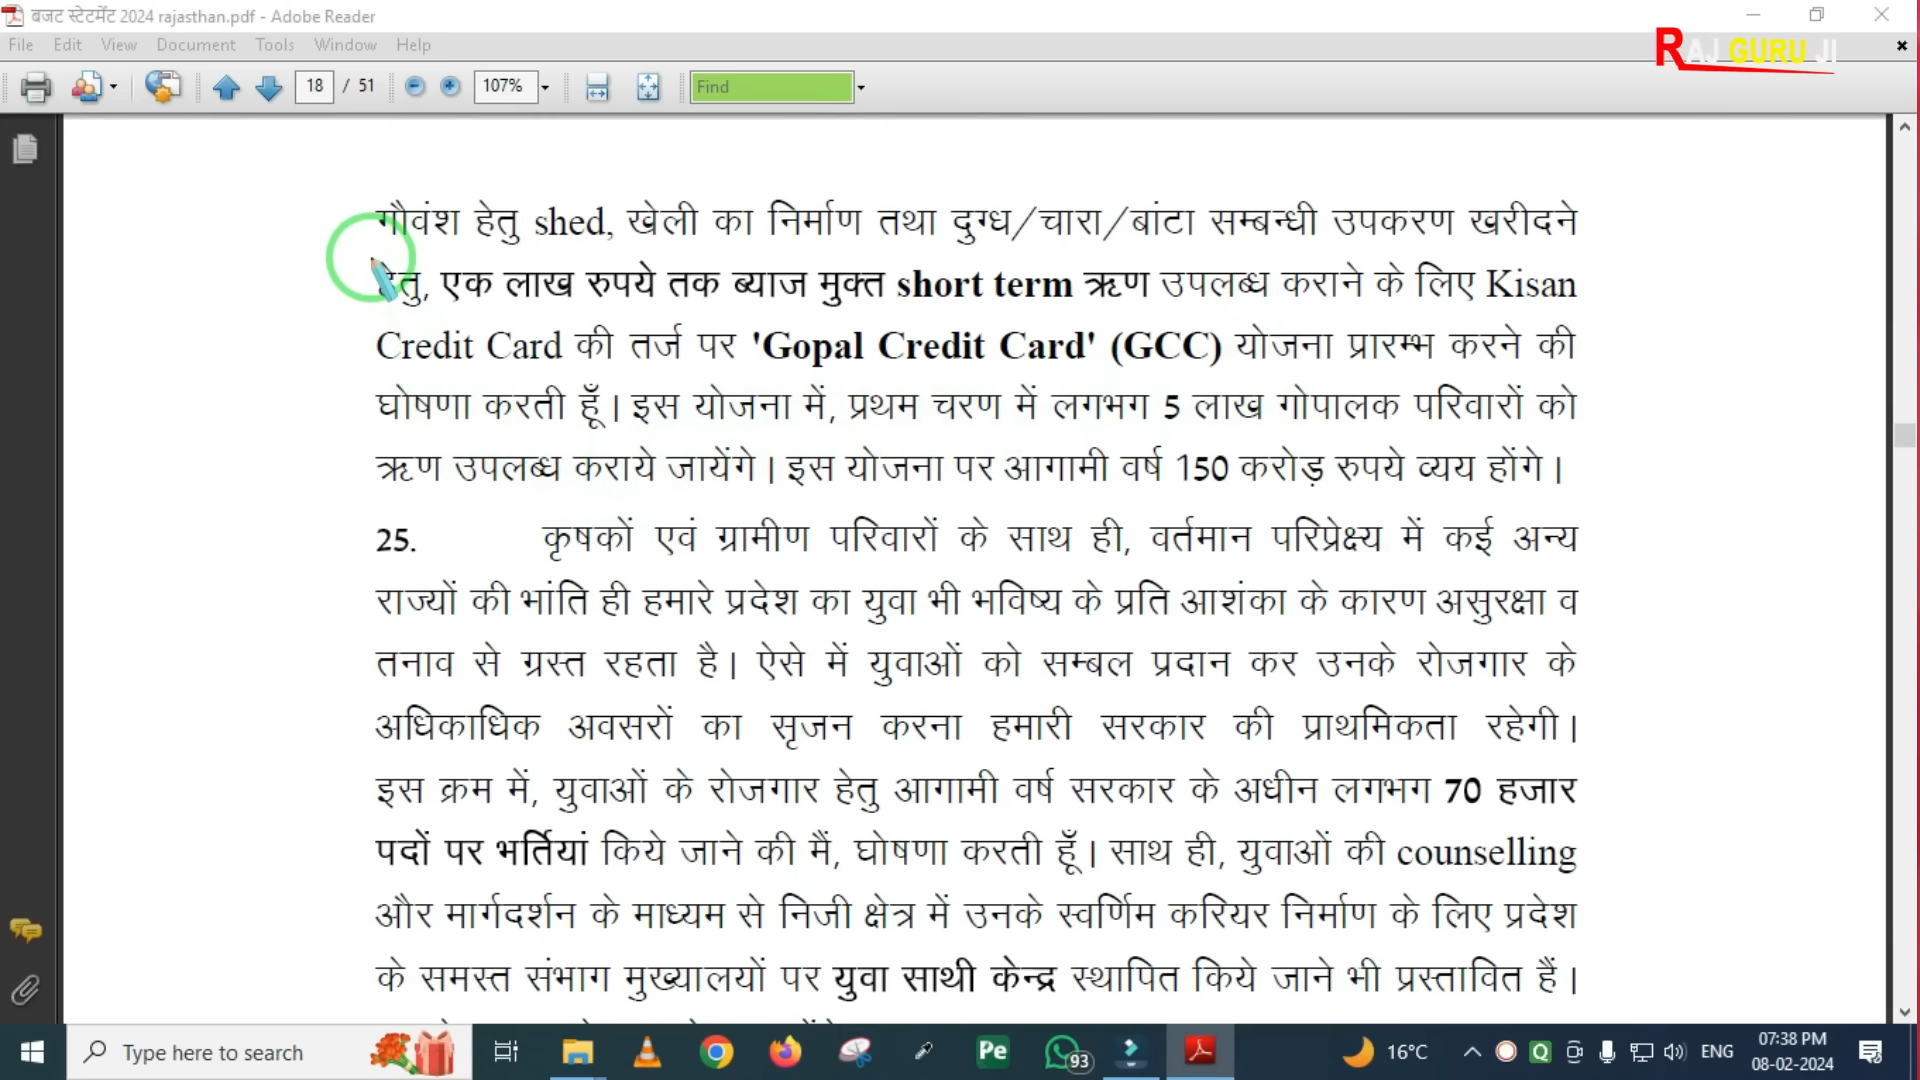 बजट स्टेटमेंट 2024 rajasthan.pdf - Adobe Reader
File Edit View Document Tools Window Help
RAJ GURU JI
18 / 51 107% Find
गौवंश हेतु shed, खेली का निर्माण तथा दुग्ध/चारा/बांटा सम्बन्धी उपकरण खरीदने
हेतु, एक लाख रुपये तक ब्याज मुक्त short term ऋण उपलब्ध कराने के लिए Kisan
Credit Card की तर्ज पर 'Gopal Credit Card' (GCC) योजना प्रारम्भ करने की
घोषणा करती हूँ। इस योजना में, प्रथम चरण में लगभग 5 लाख गोपालक परिवारों को
ऋण उपलब्ध कराये जायेंगे। इस योजना पर आगामी वर्ष 150 करोड़ रुपये व्यय होंगे।
25. कृषकों एवं ग्रामीण परिवारों के साथ ही, वर्तमान परिप्रेक्ष्य में कई अन्य
राज्यों की भांति ही हमारे प्रदेश का युवा भी भविष्य के प्रति आशंका के कारण असुरक्षा व
तनाव से ग्रस्त रहता है। ऐसे में युवाओं को सम्बल प्रदान कर उनके रोजगार के
अधिकाधिक अवसरों का सृजन करना हमारी सरकार की प्राथमिकता रहेगी।
इस क्रम में, युवाओं के रोजगार हेतु आगामी वर्ष सरकार के अधीन लगभग 70 हजार
पदों पर भर्तियां किये जाने की मैं, घोषणा करती हूँ। साथ ही, युवाओं की counselling
और मार्गदर्शन के माध्यम से निजी क्षेत्र में उनके स्वर्णिम करियर निर्माण के लिए प्रदेश
के समस्त संभाग मुख्यालयों पर युवा साथी केन्द्र स्थापित किये जाने भी प्रस्तावित हैं।
Type here to search Pe 93 16°C Q ENG 07:38 PM
08-02-2024